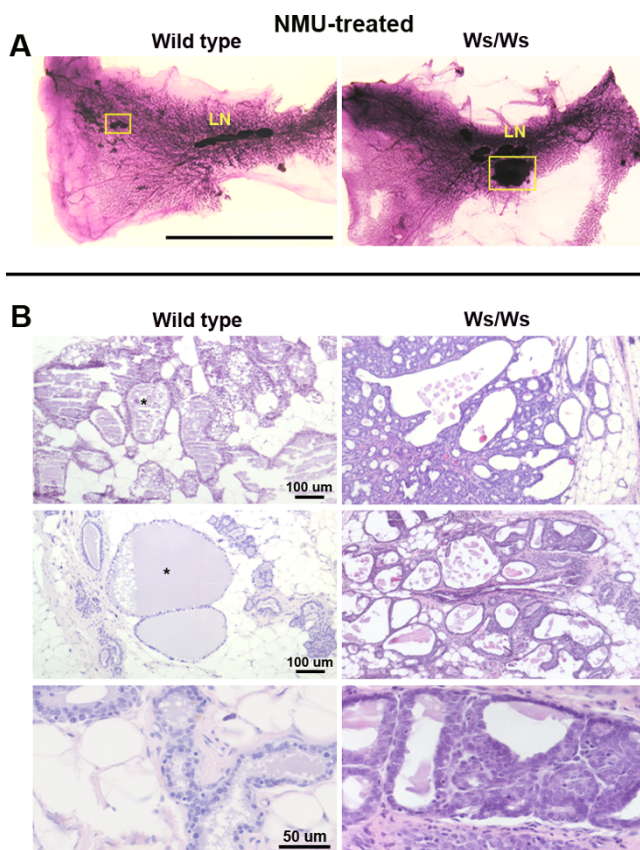 NMU-treated
Wild type Ws/Ws
A
LN LN
B
Wild type Ws/Ws
*
100 um
*
100 um
50 um